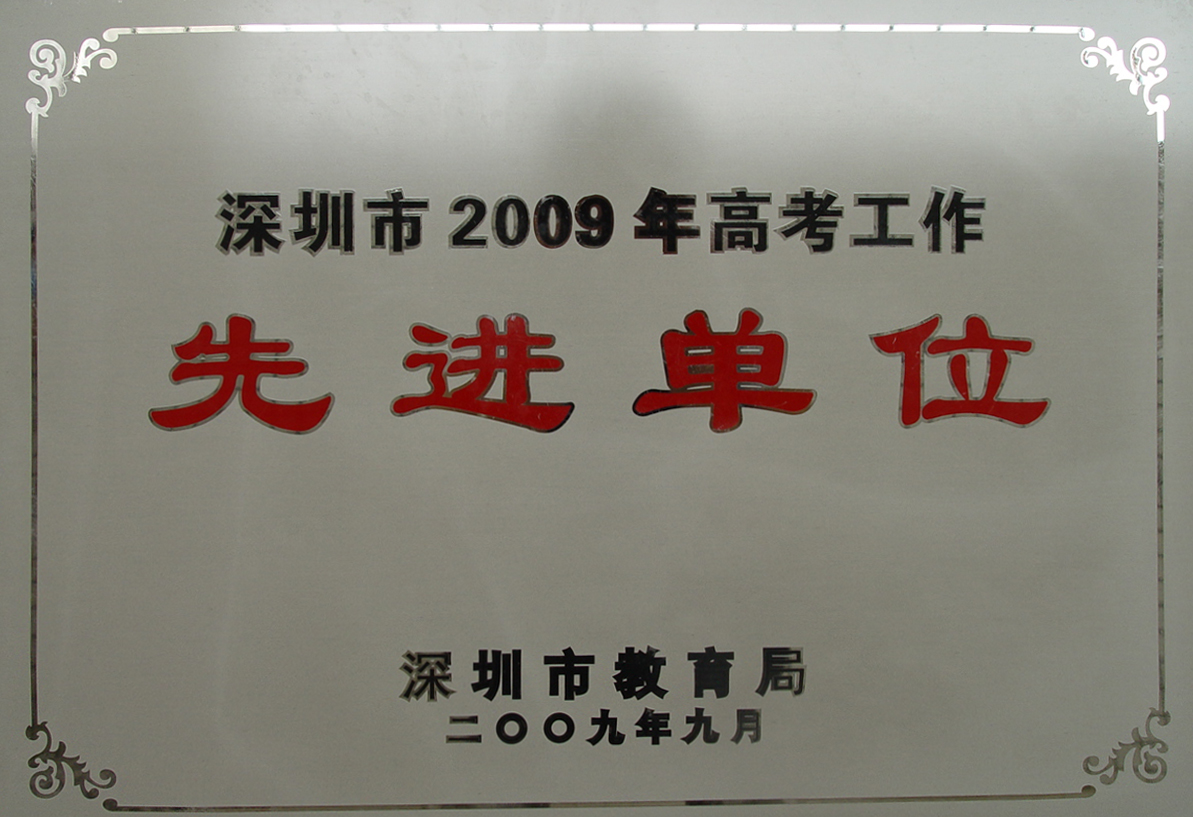 深圳市2009年高考工作
先进单位
深圳市教育局
二〇〇九年九月